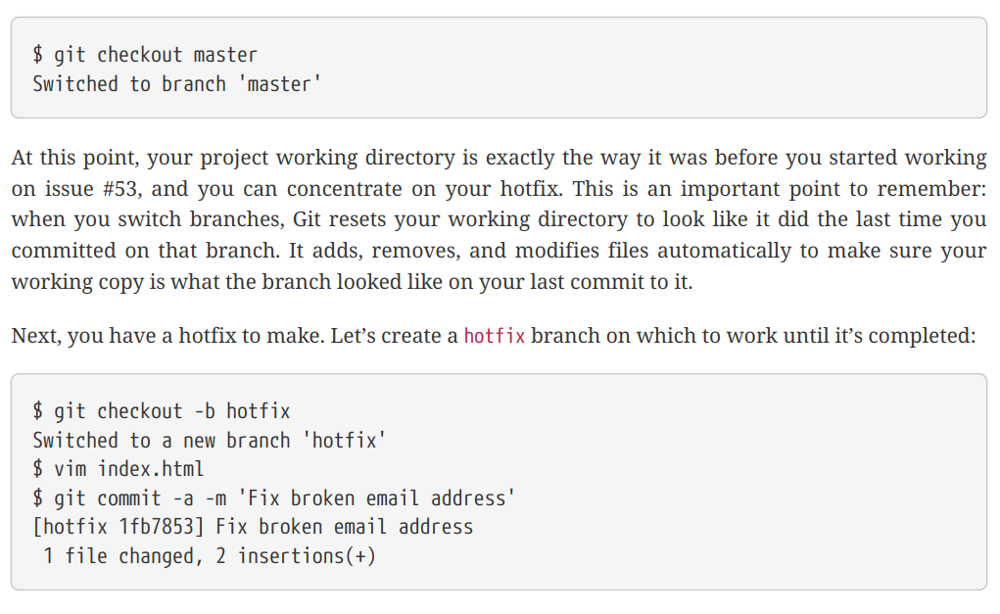 $ git checkout master
Switched to branch 'master'
At this point, your project working directory is exactly the way it was before you started working
on issue #53, and you can concentrate on your hotfix. This is an important point to remember:
when you switch branches, Git resets your working directory to look like it did the last time you
committed on that branch. It adds, removes, and modifies files automatically to make sure your
working copy is what the branch looked like on your last commit to it.
Next, you have a hotfix to make. Let’s create a hotfix branch on which to work until it’s completed:
$ git checkout -b hotfix
Switched to a new branch 'hotfix'
$ vim index.html
$ git commit -a -m 'Fix broken email address'
[hotfix 1fb7853] Fix broken email address
 1 file changed, 2 insertions(+)